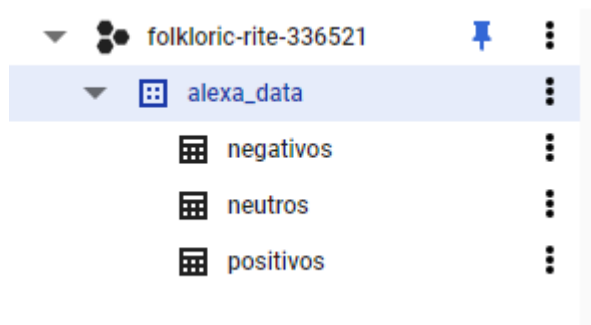 folkloric-rite-336521
alexa_data
negativos
neutros
positivos